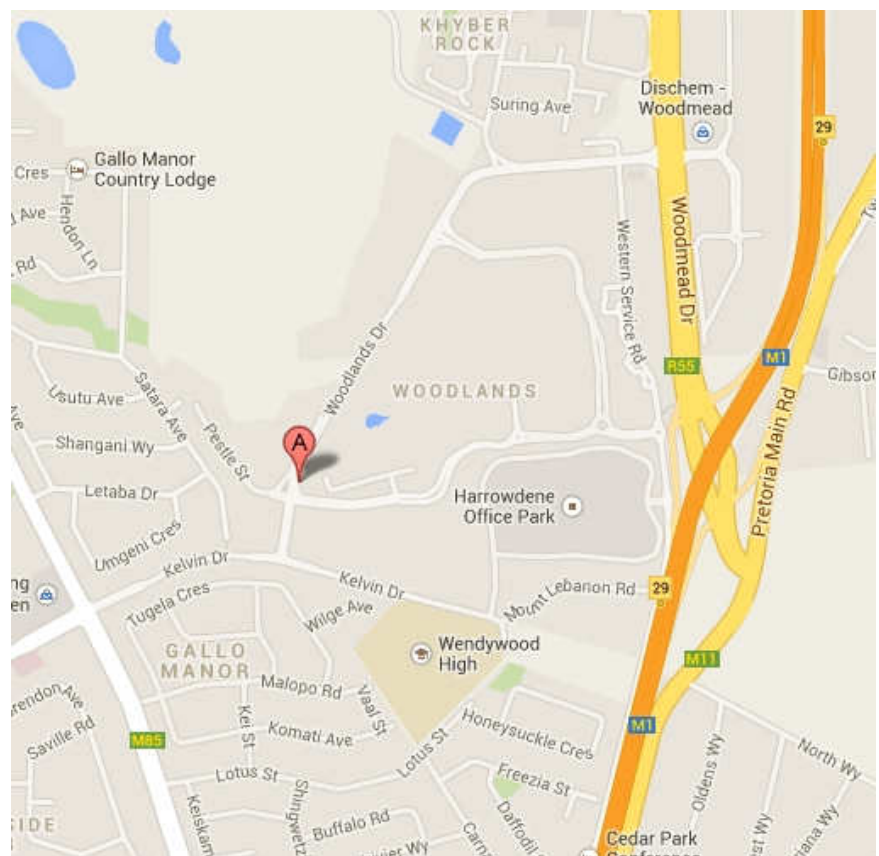 KHYBER
ROCK
Suring Ave
Dischem -
Woodmead
29
Gallo Manor
Country Lodge
Cres
Hendon Ln
Ave
Rd
Woodmead Dr
Western Service Rd
Woodlands Dr
R55
M1
Gibson
WOODLANDS
Usutu Ave
Satara Ave
Shangani Wy
Pestle St
A
Letaba Dr
Umgeni Cres
Harrowdene
Office Park
Pretoria Main Rd
Kelvin Dr
Kelvin Dr
Mount Lebanon Rd
29
Tugela Cres
Wilge Ave
GALLO
MANOR
Wendywood
High
M11
Malopo Rd
Vaal St
Kei St
Komati Ave
Honeysuckle Cres
M1
Saville Rd
M85
Lotus St
Lotus St
Freezia St
North Wy
Oldens Wy
Buffalo Rd
Daffodil
Cedar Park